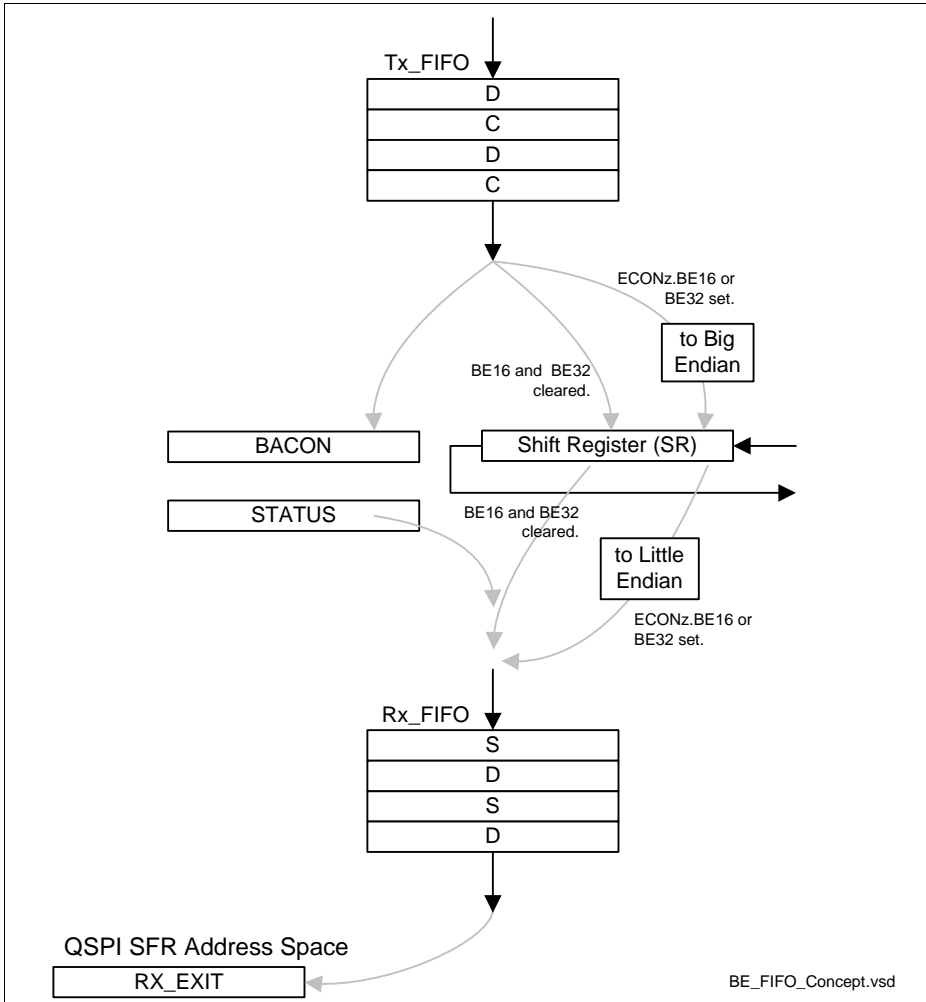 Tx_FIFO
D
C
D
C
ECONz.BE16 or
BE32 set.
to Big
Endian
BE16 and BE32
cleared.
BACON
Shift Register (SR)
STATUS
BE16 and BE32
cleared.
to Little
Endian
ECONz.BE16 or
BE32 set.
Rx_FIFO
S
D
S
D
QSPI SFR Address Space
RX_EXIT
BE_FIFO_Concept.vsd